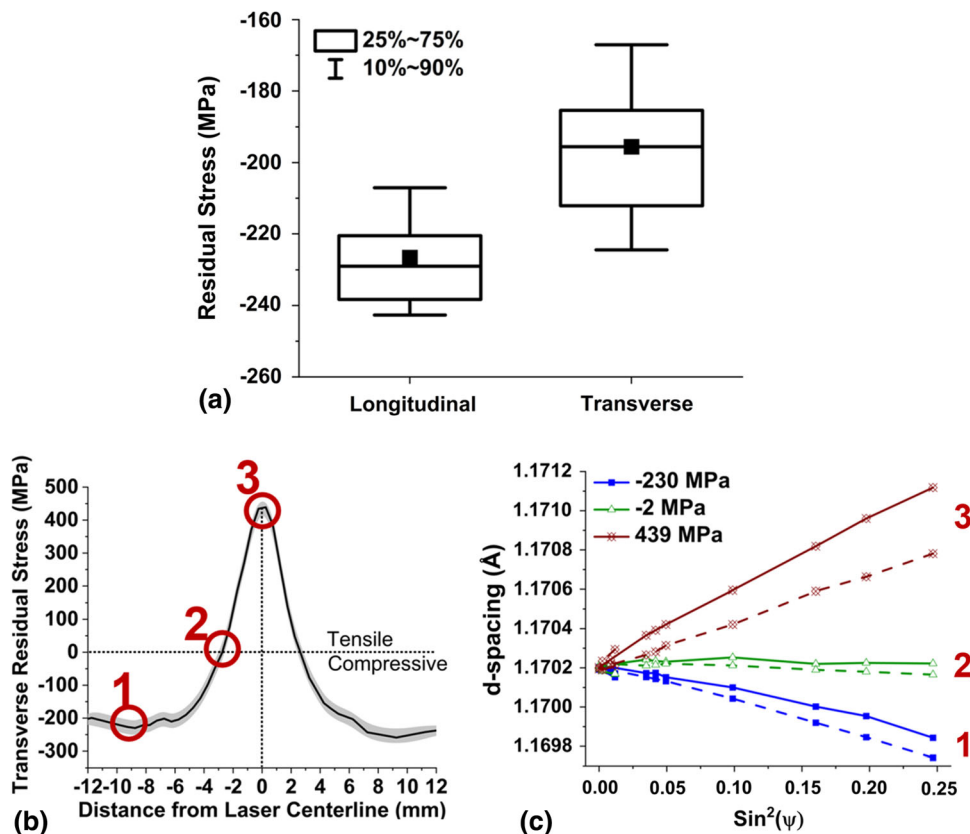 -160
-180
-200
-220
-240
-260
Residual Stress (MPa)
25%~75%
10%~90%
Longitudinal
Transverse
(a)
500
400
300
200
100
0
-100
-200
-300
Transverse Residual Stress (MPa)
3
2
1
Tensile
Compressive
-12 -10 -8 -6 -4 -2 0 2 4 6 8 10 12
Distance from Laser Centerline (mm)
(b)
1.1712
1.1710
1.1708
1.1706
1.1704
1.1702
1.1700
1.1698
d-spacing (Å)
-230 MPa
-2 MPa
439 MPa
3
2
1
0.00 0.05 0.10 0.15 0.20 0.25
Sin²(ψ)
(c)